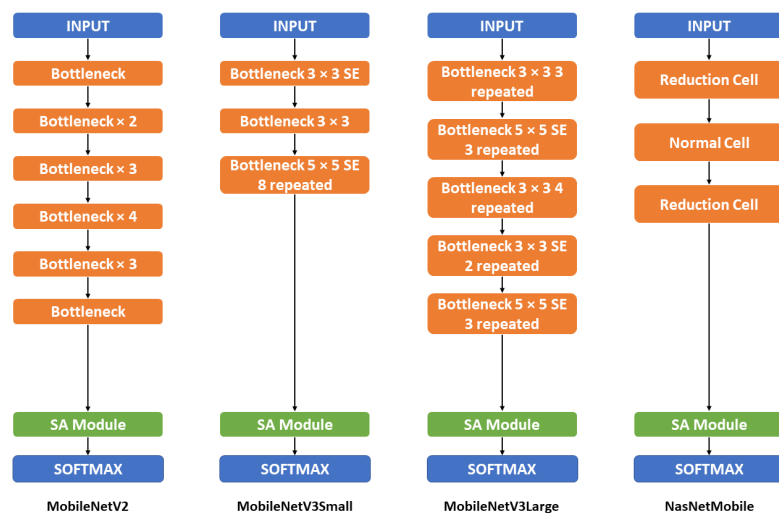 INPUT
Bottleneck
Bottleneck × 2
Bottleneck × 3
Bottleneck × 4
Bottleneck × 3
Bottleneck
SA Module
SOFTMAX
MobileNetV2
INPUT
Bottleneck 3 × 3 SE
Bottleneck 3 × 3
Bottleneck 5 × 5 SE
8 repeated
SA Module
SOFTMAX
MobileNetV3Small
INPUT
Bottleneck 3 × 3 3
repeated
Bottleneck 5 × 5 SE
3 repeated
Bottleneck 3 × 3 4
repeated
Bottleneck 3 × 3 SE
2 repeated
Bottleneck 5 × 5 SE
3 repeated
SA Module
SOFTMAX
MobileNetV3Large
INPUT
Reduction Cell
Normal Cell
Reduction Cell
SA Module
SOFTMAX
NasNetMobile